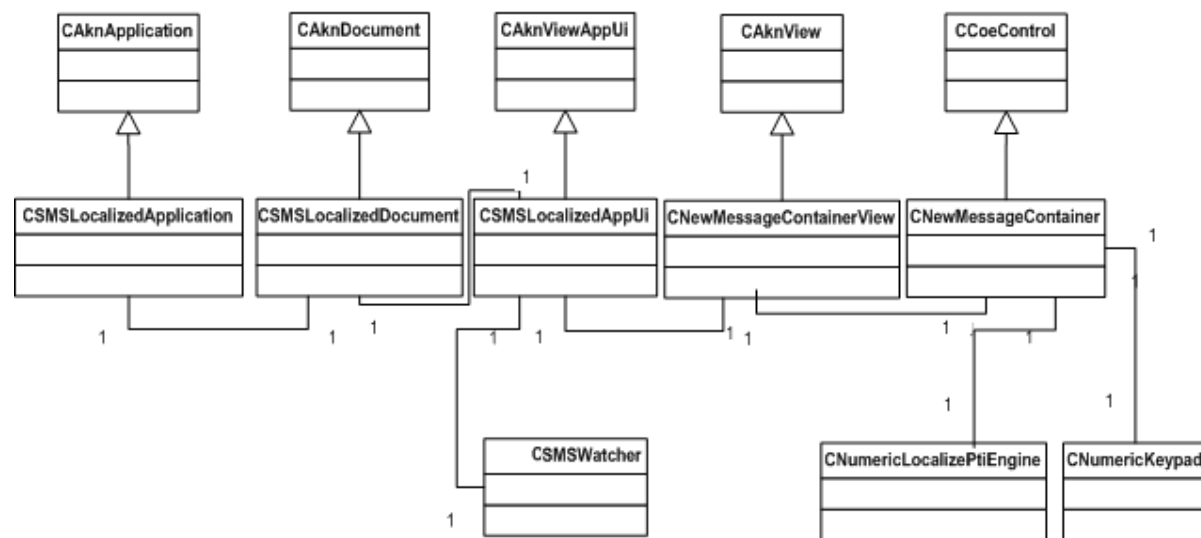 CAknApplication
CAknDocument
CAknViewAppUi
CAknView
CCoeControl
1
CSMSLocalizedApplication
CSMSLocalizedDocument
CSMSLocalizedAppUi
CNewMessageContainerView
CNewMessageContainer
1
1
1
1
1
1
1
1
1
1
1
1
1
1
CSMSWatcher
CNumericLocalizePtiEngine
CNumericKeypad
1